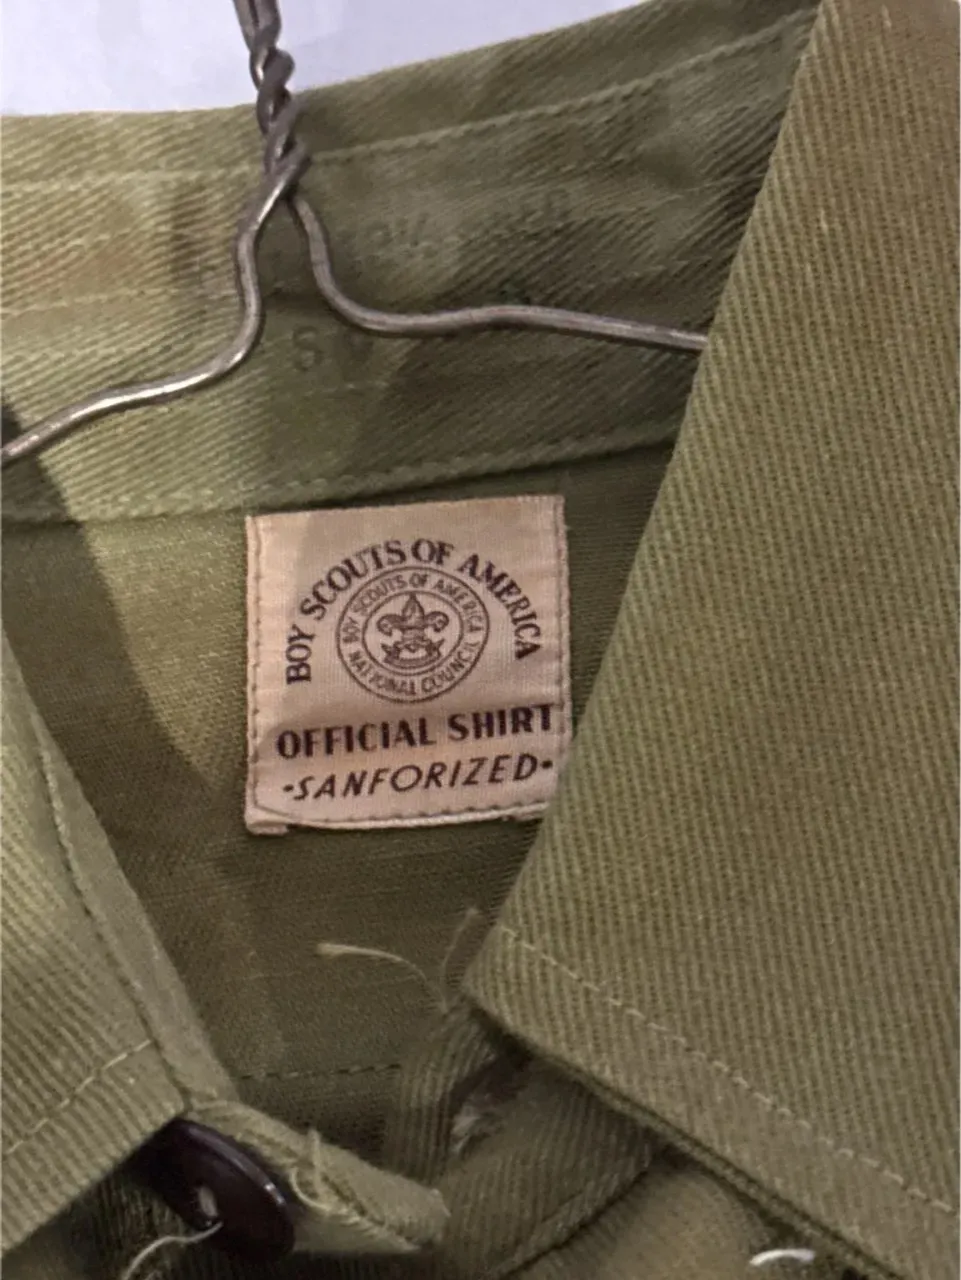 BOY SCOUTS OF AMERICA
BOY SCOUTS OF AMERICA
NATIONAL COUNCIL
OFFICIAL SHIRT
•SANFORIZED•